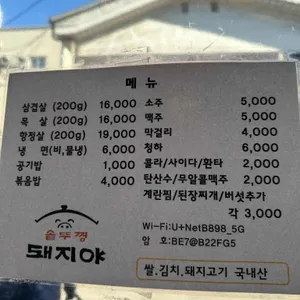 메 뉴
삼겹살 (200g) 16,000
목 살 (200g) 16,000
항정살 (200g) 19,000
냉 면(비,물냉) 6,000
공기밥 1,000
볶음밥 4,000
소주 5,000
맥주 5,000
막걸리 4,000
청하 6,000
콜라/사이다/환타 2,000
탄산수/무알콜맥주 2,000
계란찜/된장찌개/버섯추가
각 3,000
Wi-Fi:U+NetB898_5G
암 호:BE7@B22FG5
솥뚜껑
돼지야
쌀,김치,돼지고기 국내산